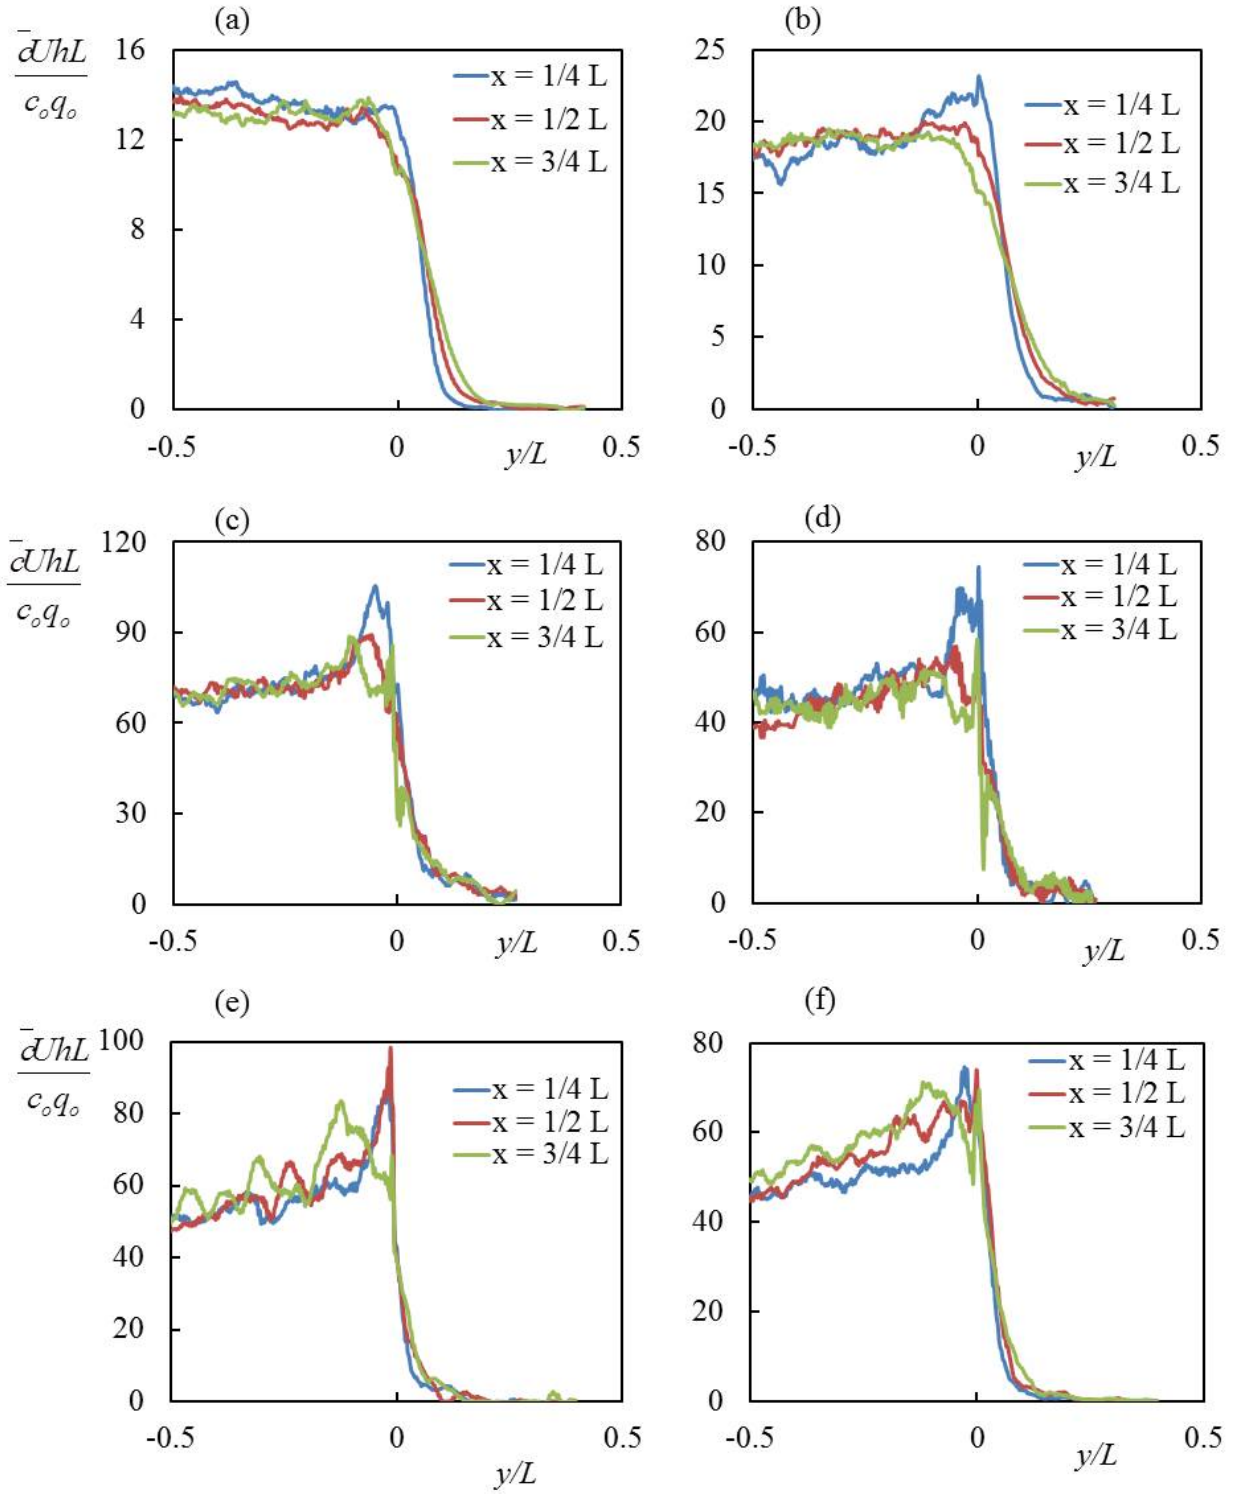 (a)
c̄UhL
c₀q₀
16
12
8
4
0
-0.5
0
0.5
y/L
x = 1/4 L
x = 1/2 L
x = 3/4 L
(b)
25
20
15
10
5
0
-0.5
0
0.5
y/L
x = 1/4 L
x = 1/2 L
x = 3/4 L
(c)
c̄UhL
c₀q₀
120
90
60
30
0
-0.5
0
0.5
y/L
x = 1/4 L
x = 1/2 L
x = 3/4 L
(d)
80
60
40
20
0
-0.5
0
0.5
y/L
x = 1/4 L
x = 1/2 L
x = 3/4 L
(e)
c̄UhL
c₀q₀
100
80
60
40
20
0
-0.5
0
0.5
y/L
x = 1/4 L
x = 1/2 L
x = 3/4 L
(f)
80
60
40
20
0
-0.5
0
0.5
y/L
x = 1/4 L
x = 1/2 L
x = 3/4 L